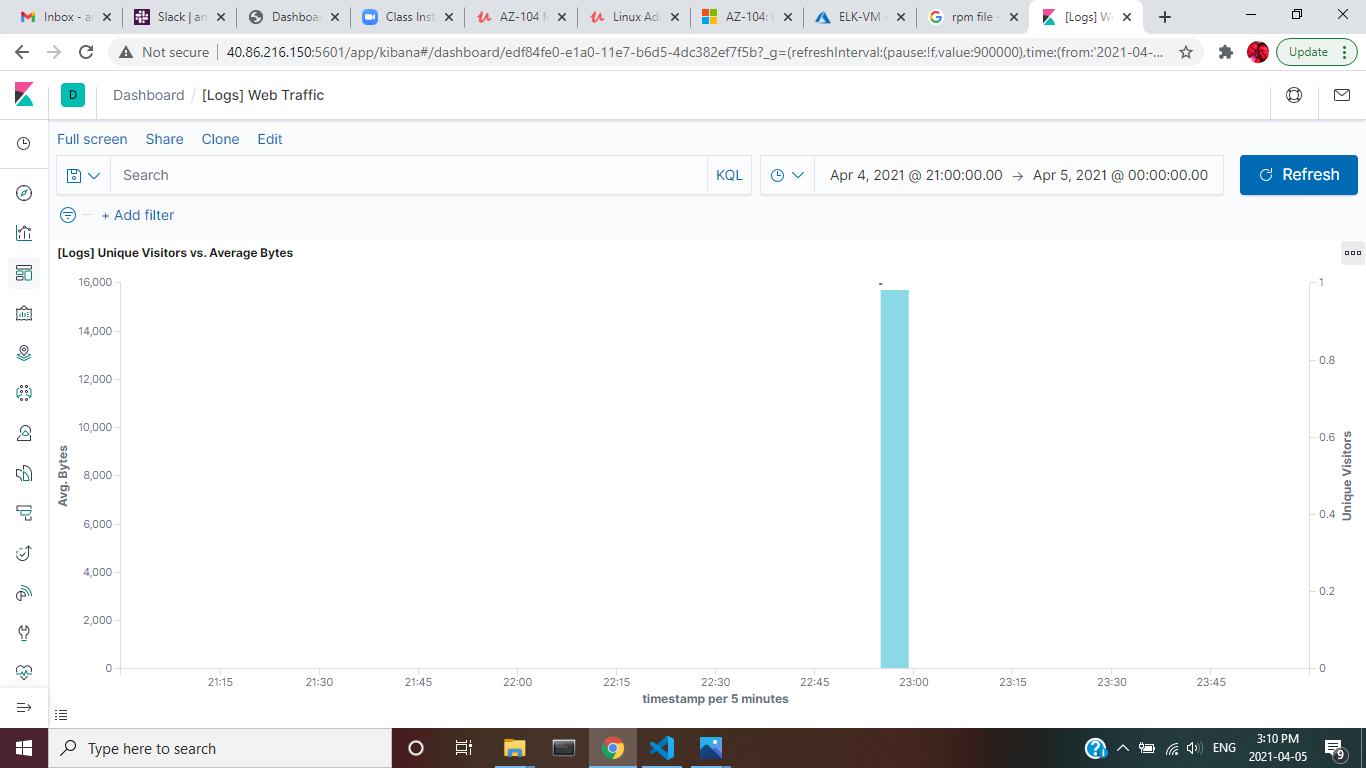 Inbox - a
Slack | an
Dashboar
Class Inst
AZ-104 M
Linux Adr
AZ-104:
ELK-VM -
rpm file -
[Logs] We
Not secure
40.86.216.150:5601/app/kibana#/dashboard/edf84fe0-e1a0-11e7-b6d5-4dc382ef7f5b?_g=(refreshInterval:(pause:!f,value:900000),time:(from:'2021-04-...
Update
D
Dashboard / [Logs] Web Traffic
Full screen Share Clone Edit
Search
KQL
Apr 4, 2021 @ 21:00:00.00 → Apr 5, 2021 @ 00:00:00.00
Refresh
+ Add filter
[Logs] Unique Visitors vs. Average Bytes
16,000
14,000
12,000
10,000
8,000
6,000
4,000
2,000
0
Avg. Bytes
1
0.8
0.6
0.4
0.2
0
Unique Visitors
21:15 21:30 21:45 22:00 22:15 22:30 22:45 23:00 23:15 23:30 23:45
timestamp per 5 minutes
Type here to search
ENG
3:10 PM
2021-04-05
9